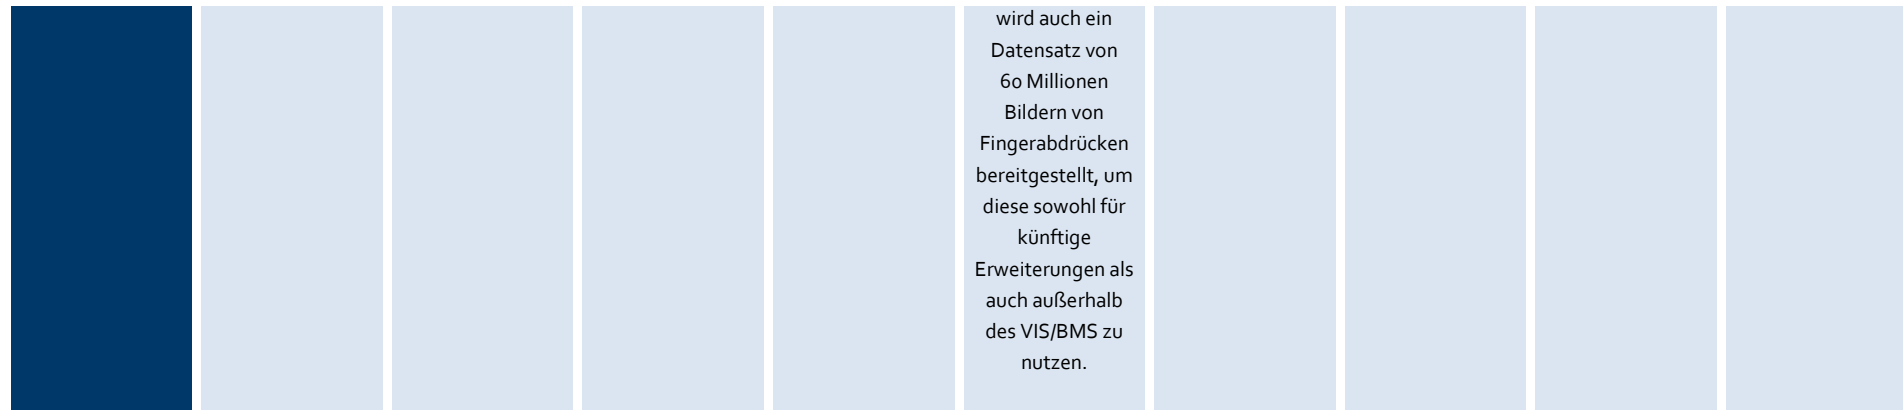 wird auch ein
Datensatz von
60 Millionen
Bildern von
Fingerabdrücken
bereitgestellt, um
diese sowohl für
künftige
Erweiterungen als
auch außerhalb
des VIS/BMS zu
nutzen.